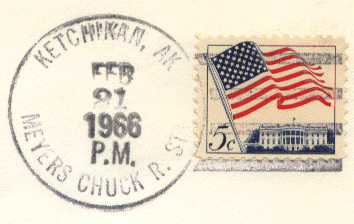 KETCHIKAN, AK
FEB
21
1966
P.M.
MEYERS CHUCK R. ST.
5c